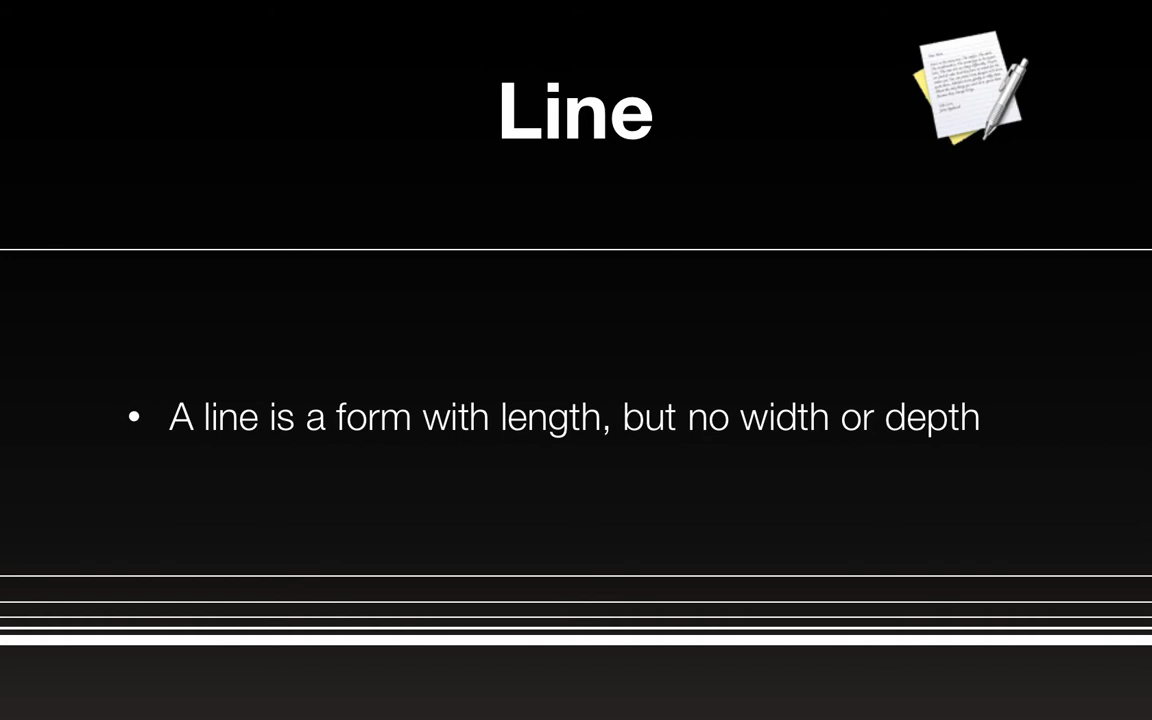 Line
• A line is a form with length, but no width or depth